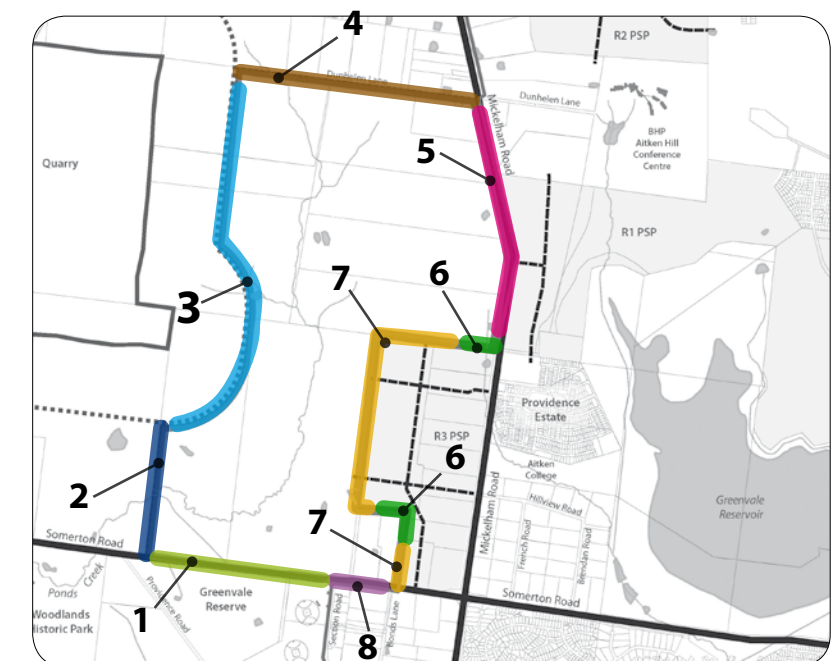 4
R2 PSP
Dunhelen Lane
Dunhelen Lane
Mickelham Road
BHP
Aitken Hill
Conference
Centre
Quarry
5
R1 PSP
3
7
6
Providence
Estate
R3 PSP
6
Aitken
College
2
Mickelham Road
Hillview Road
Greenvale
Reservoir
7
French Road
Brendan Road
Somerton Road
Ponds
Creek
Providence Road
Greenvale
Reserve
Section Road
Ponds Lane
Somerton Road
Woodlands
Historic Park
1
8